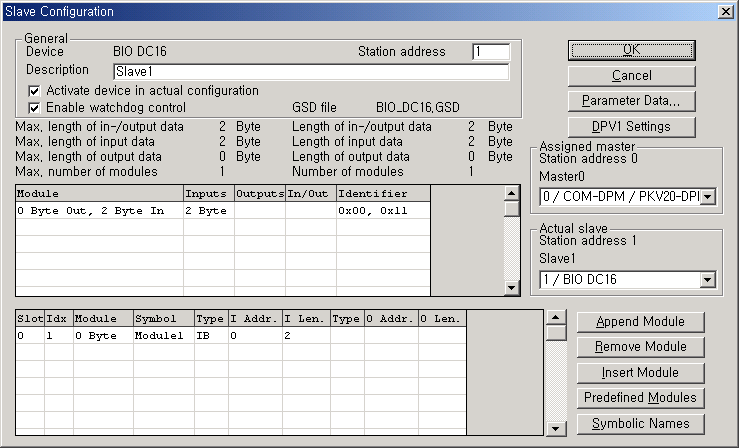 Slave Configuration
General
Device BIO DC16 Station address 1
Description Slave1
Activate device in actual configuration
Enable watchdog control GSD file BIO_DC16.GSD
Max. length of in-/output data 2 Byte Length of in-/output data 2 Byte
Max. length of input data 2 Byte Length of input data 2 Byte
Max. length of output data 0 Byte Length of output data 0 Byte
Max. number of modules 1 Number of modules 1
Module Inputs Outputs In/Out Identifier
0 Byte Out, 2 Byte In 2 Byte 0x00, 0x11
Slot Idx Module Symbol Type I Addr. I Len. Type O Addr. O Len.
0 1 0 Byte Module1 IB 0 2
OK
Cancel
Parameter Data...
DPV1 Settings
Assigned master
Station address 0
Master0
0 / COM-DPM / PKV20-DPI
Actual slave
Station address 1
Slave1
1 / BIO DC16
Append Module
Remove Module
Insert Module
Predefined Modules
Symbolic Names